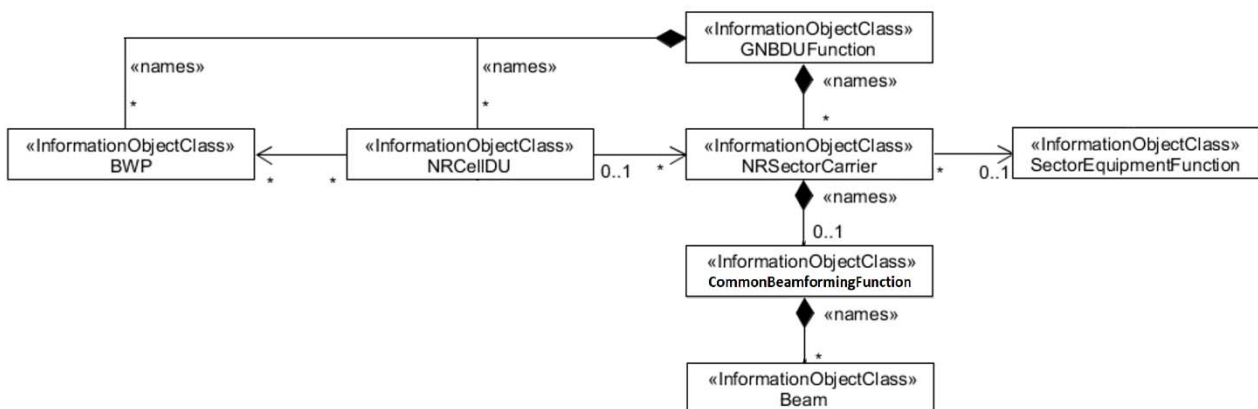 «InformationObjectClass»
GNBDUFunction
«names»
«names»
«names»
*
*
*
«InformationObjectClass»
BWP
«InformationObjectClass»
NRCellDU
«InformationObjectClass»
NRSectorCarrier
«InformationObjectClass»
SectorEquipmentFunction
*
*
0..1
*
*
0..1
«names»
0..1
«InformationObjectClass»
CommonBeamformingFunction
«names»
*
«InformationObjectClass»
Beam